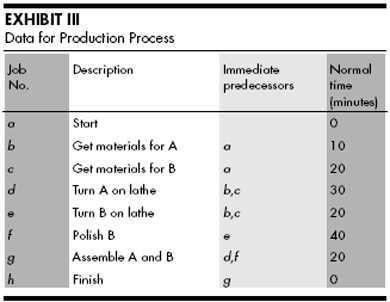 EXHIBIT III
Data for Production Process
Job No. Description Immediate predecessors Normal time (minutes)
a Start 0
b Get materials for A a 10
c Get materials for B a 20
d Turn A on lathe b,c 30
e Turn B on lathe b,c 20
f Polish B e 40
g Assemble A and B d,f 20
h Finish g 0